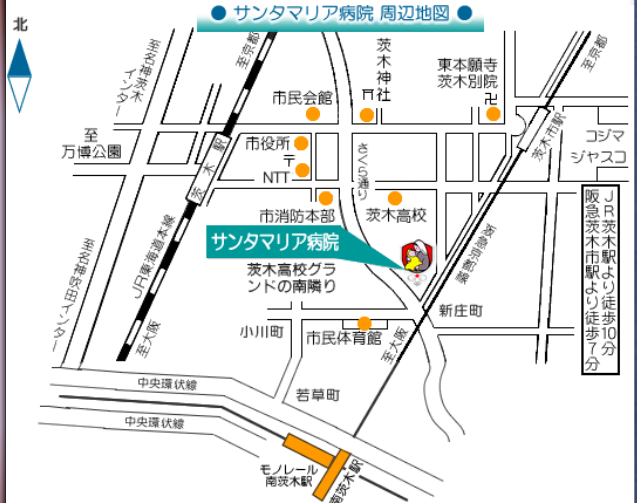 ● サンタマリア病院 周辺地図 ●
北
至京都
至京都
至名神茨木
インター
茨木神社
東本願寺
茨木別院
市民会館
至
万博公園
茨木駅
市役所
〒
NTT
さくら通り
茨木市駅
コジマ
ジャスコ
市消防本部
茨木高校
JR東海道本線
至名神吹田インター
サンタマリア病院
茨木高校グラ
ンドの南隣り
阪急京都線
JR茨木駅より徒歩10分
阪急茨木市駅より徒歩7分
新庄町
小川町
市民体育館
至大阪
至大阪
中央環状線
若草町
中央環状線
モノレール
南茨木駅
南茨木駅